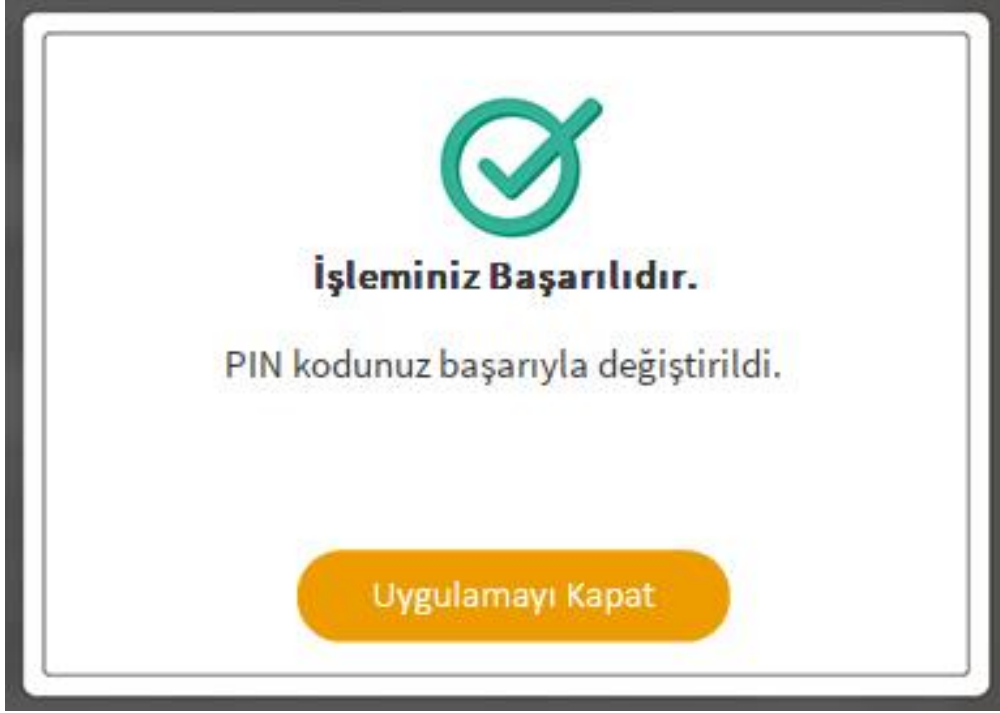 İşleminiz Başarılıdır.
PIN kodunuz başarıyla değiştirildi.
Uygulamayı Kapat